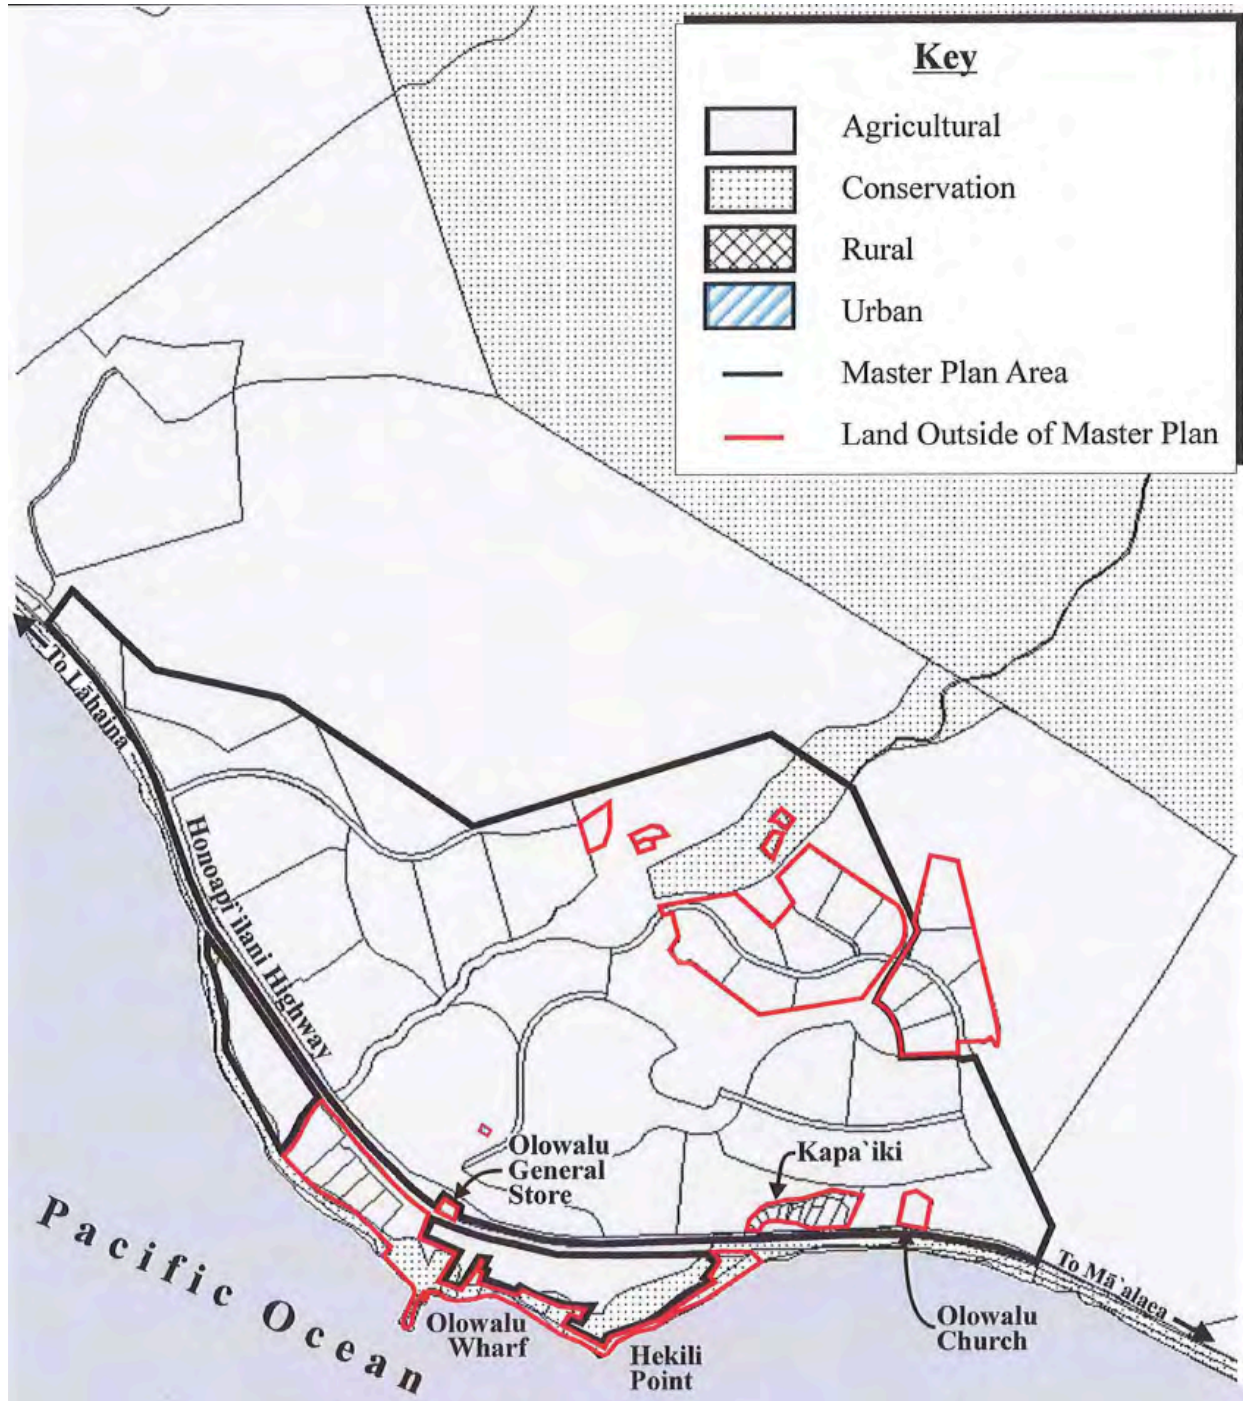 Key
Agricultural
Conservation
Rural
Urban
Master Plan Area
Land Outside of Master Plan
To Lāhaina
Honoapi`ilani Highway
Olowalu
General
Store
Kapa`iki
To Mā`alaea
Olowalu
Wharf
Hekili
Point
Olowalu
Church
Pacific Ocean